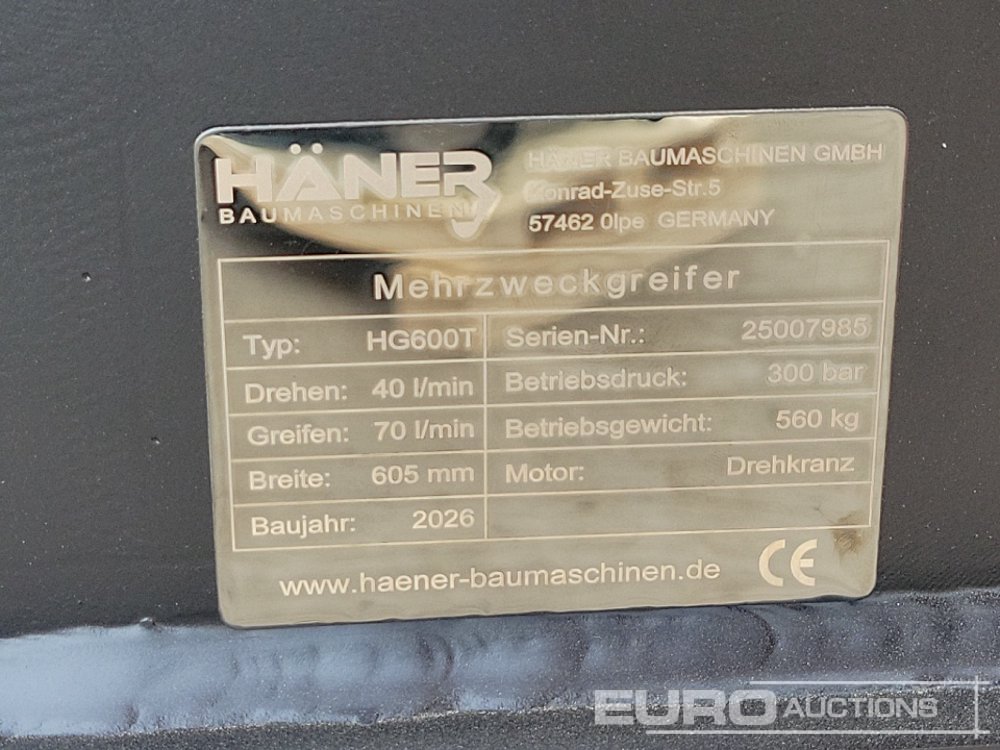 HÄNER
BAUMASCHINEN
HÄNER BAUMASCHINEN GMBH
Konrad-Zuse-Str.5
57462 Olpe GERMANY
Mehrzweckgreifer
Typ: HG600T Serien-Nr.: 25007985
Drehen: 40 l/min Betriebsdruck: 300 bar
Greifen: 70 l/min Betriebsgewicht: 560 kg
Breite: 605 mm Motor: Drehkranz
Baujahr: 2026
www.haener-baumaschinen.de CE
EURO AUCTIONS